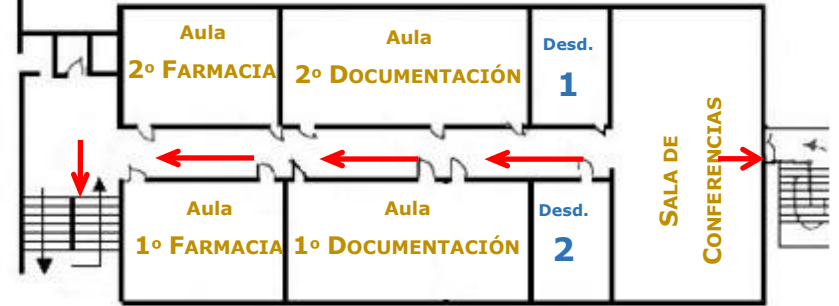 Aula
2º FARMACIA
Aula
2º DOCUMENTACIÓN
Desd.
1
SALA DE
CONFERENCIAS
Aula
1º FARMACIA
Aula
1º DOCUMENTACIÓN
Desd.
2